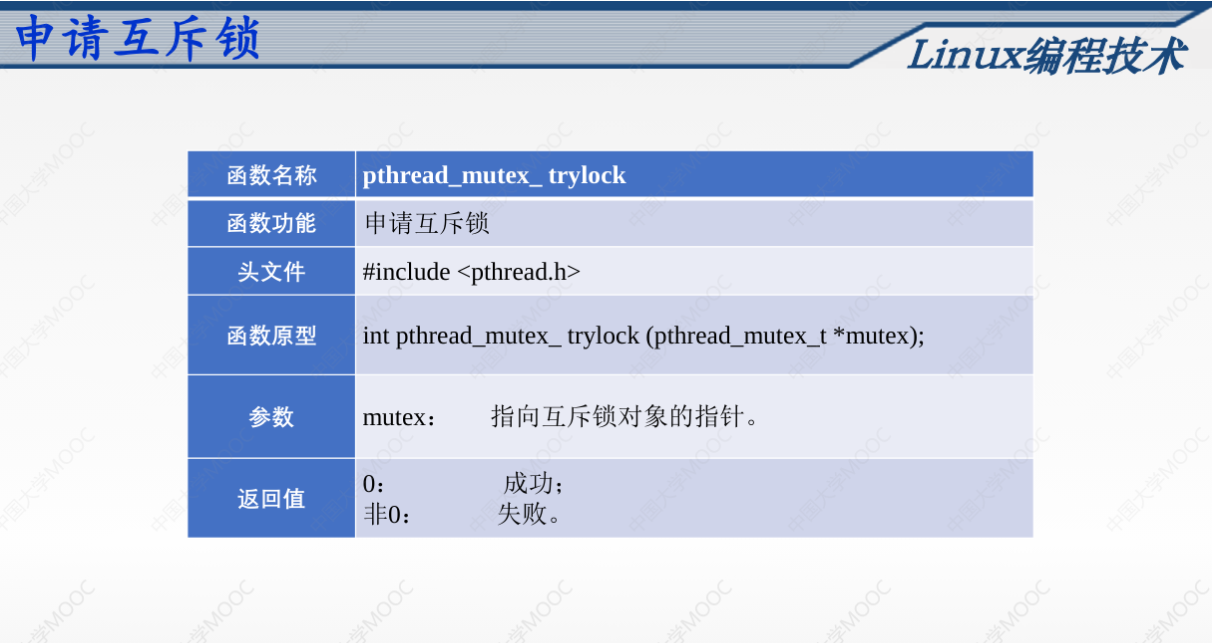 申请互斥锁
Linux编程技术
函数名称 pthread_mutex_ trylock
函数功能 申请互斥锁
头文件 #include <pthread.h>
函数原型 int pthread_mutex_ trylock (pthread_mutex_t *mutex);
参数 mutex： 指向互斥锁对象的指针。
返回值 0： 成功；
非0： 失败。
中国大学MOOC